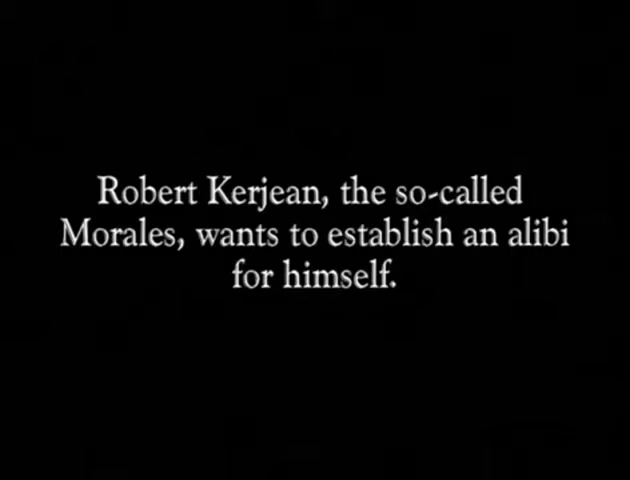 Robert Kerjean, the so-called
Morales, wants to establish an alibi
for himself.